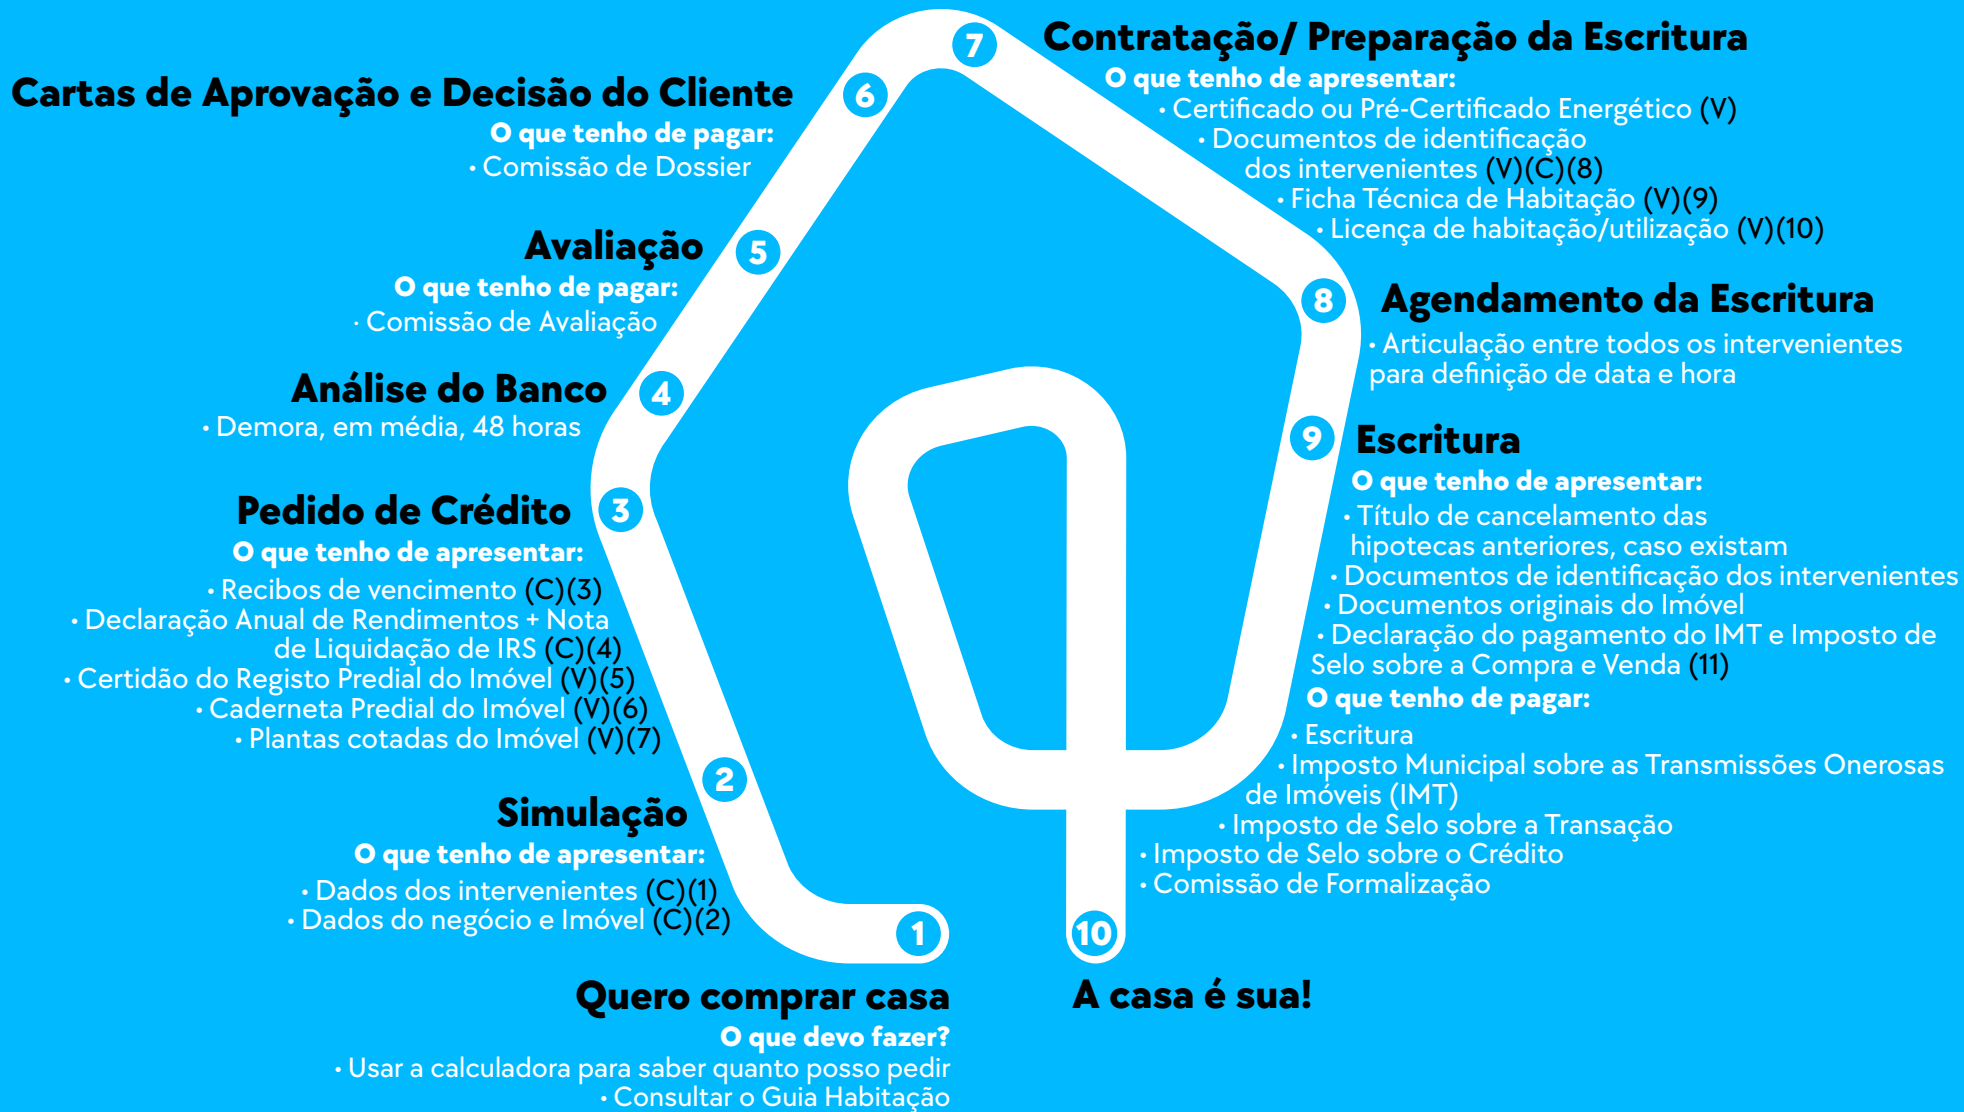 1
Quero comprar casa
O que devo fazer?
• Usar a calculadora para saber quanto posso pedir
• Consultar o Guia Habitação
2
Simulação
O que tenho de apresentar:
• Dados dos intervenientes (C)(1)
• Dados do negócio e Imóvel (C)(2)
3
Pedido de Crédito
O que tenho de apresentar:
• Recibos de vencimento (C)(3)
• Declaração Anual de Rendimentos + Nota
de Liquidação de IRS (C)(4)
• Certidão do Registo Predial do Imóvel (V)(5)
• Caderneta Predial do Imóvel (V)(6)
• Plantas cotadas do Imóvel (V)(7)
4
Análise do Banco
• Demora, em média, 48 horas
5
Avaliação
O que tenho de pagar:
• Comissão de Avaliação
6
Cartas de Aprovação e Decisão do Cliente
O que tenho de pagar:
• Comissão de Dossier
7
Contratação/ Preparação da Escritura
O que tenho de apresentar:
• Certificado ou Pré-Certificado Energético (V)
• Documentos de identificação
dos intervenientes (V)(C)(8)
• Ficha Técnica de Habitação (V)(9)
• Licença de habitação/utilização (V)(10)
8
Agendamento da Escritura
• Articulação entre todos os intervenientes
para definição de data e hora
9
Escritura
O que tenho de apresentar:
• Título de cancelamento das
hipotecas anteriores, caso existam
• Documentos de identificação dos intervenientes
• Documentos originais do Imóvel
• Declaração do pagamento do IMT e Imposto de
Selo sobre a Compra e Venda (11)
O que tenho de pagar:
• Escritura
• Imposto Municipal sobre as Transmissões Onerosas
de Imóveis (IMT)
• Imposto de Selo sobre a Transação
• Imposto de Selo sobre o Crédito
• Comissão de Formalização
10
A casa é sua!